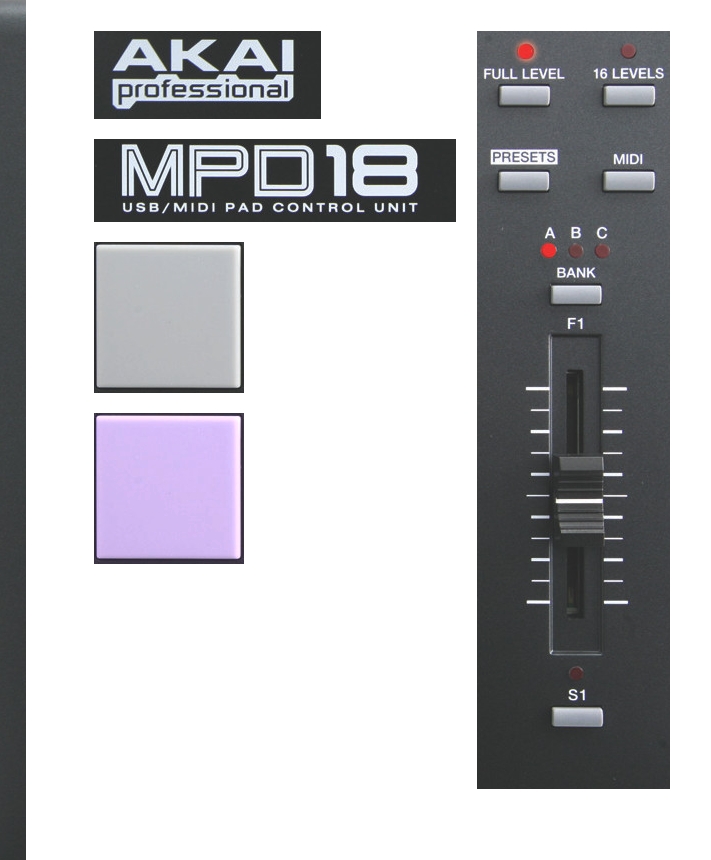 AKAI
professional
MPD18
USB/MIDI PAD CONTROL UNIT
FULL LEVEL
16 LEVELS
PRESETS
MIDI
A B C
BANK
F1
S1